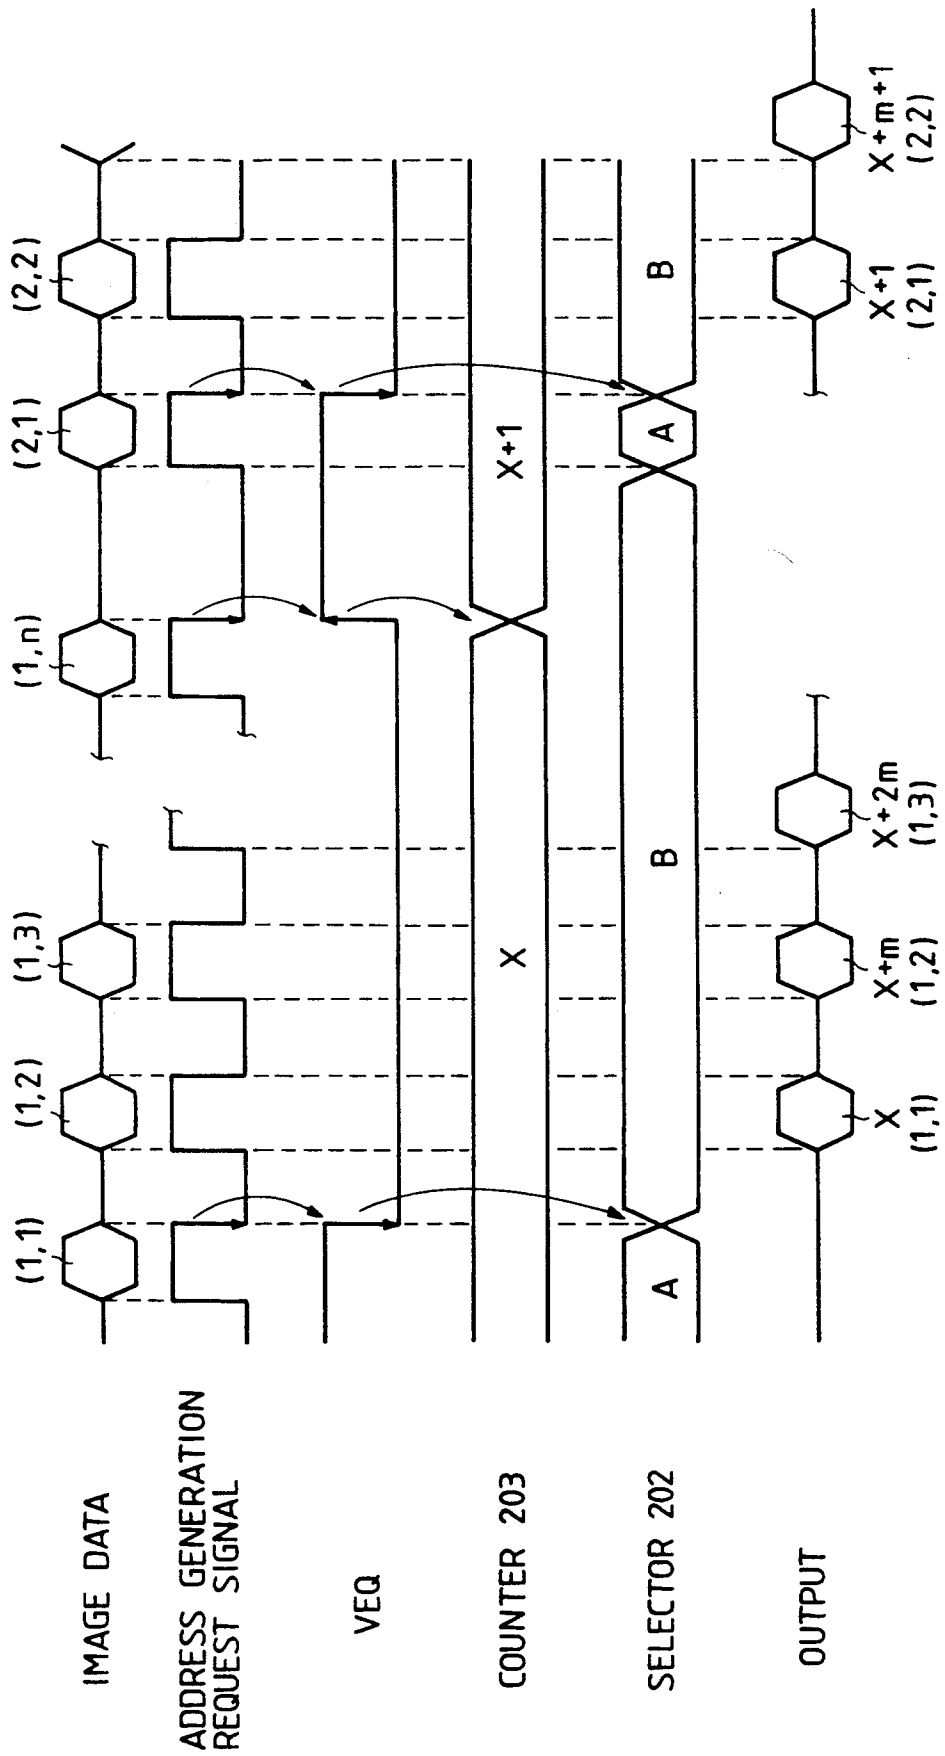 IMAGE DATA
(1,1)
(1,2)
(1,3)
(1,n)
(2,1)
(2,2)
ADDRESS GENERATION
REQUEST SIGNAL
VEQ
COUNTER 203
X
X+1
SELECTOR 202
A
B
A
B
OUTPUT
X
(1,1)
X+m
(1,2)
X+2m
(1,3)
X+1
(2,1)
X+m+1
(2,2)